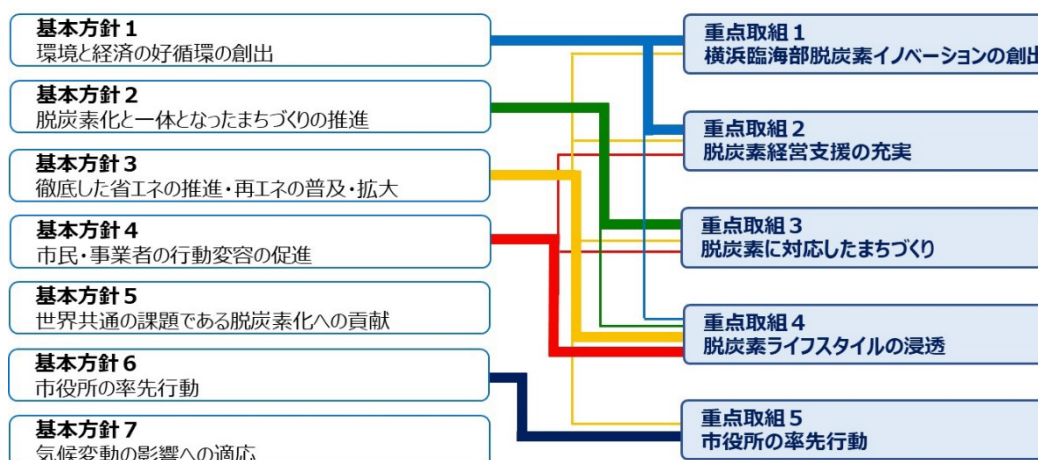 基本方針1
環境と経済の好循環の創出
基本方針2
脱炭素化と一体となったまちづくりの推進
基本方針3
徹底した省エネの推進・再エネの普及・拡大
基本方針4
市民・事業者の行動変容の促進
基本方針5
世界共通の課題である脱炭素化への貢献
基本方針6
市役所の率先行動
基本方針7
気候変動の影響への適応
重点取組1
横浜臨海部脱炭素イノベーションの創出
重点取組2
脱炭素経営支援の充実
重点取組3
脱炭素に対応したまちづくり
重点取組4
脱炭素ライフスタイルの浸透
重点取組5
市役所の率先行動